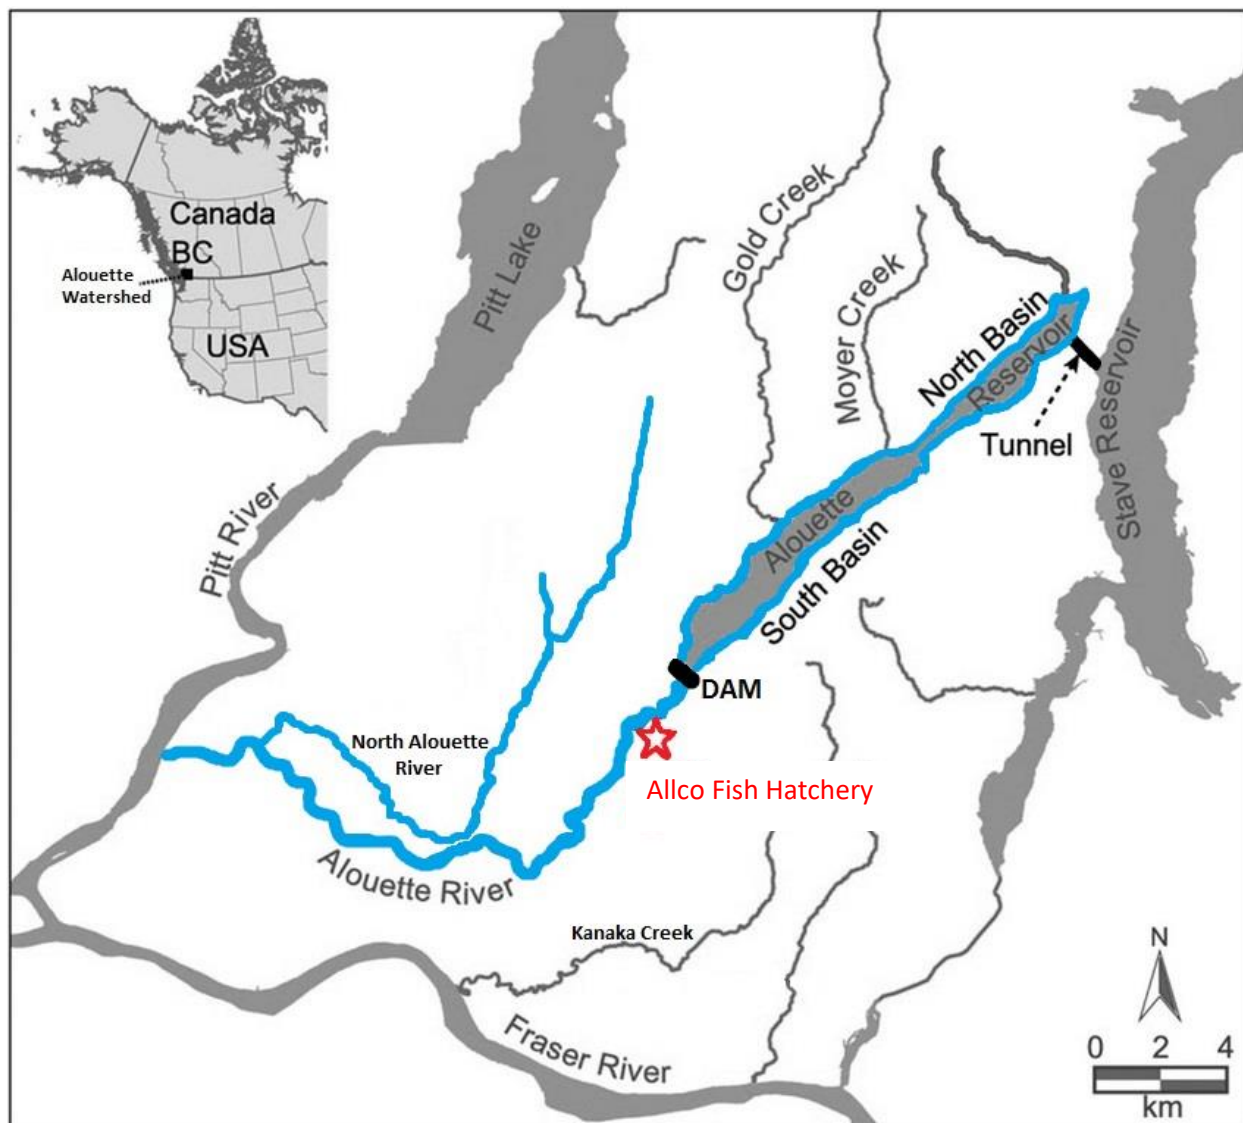 Canada
BC
Alouette
Watershed
USA
Pitt Lake
Gold Creek
Moyer Creek
North Basin
Reservoir
Tunnel
Stave Reservoir
Pitt River
Alouette
South Basin
DAM
North Alouette
River
Allco Fish Hatchery
Alouette River
Kanaka Creek
Fraser River
N
0 2 4
km